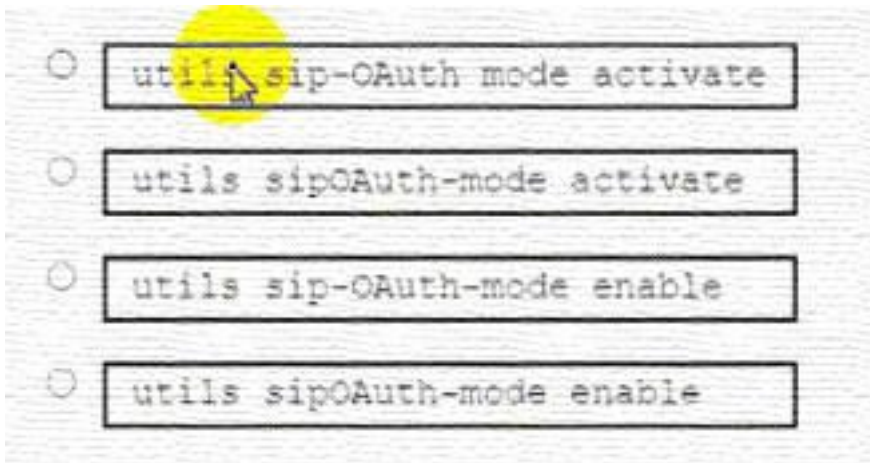 utils sip-OAuth mode activate
utils sipOAuth-mode activate
utils sip-OAuth-mode enable
utils sipOAuth-mode enable